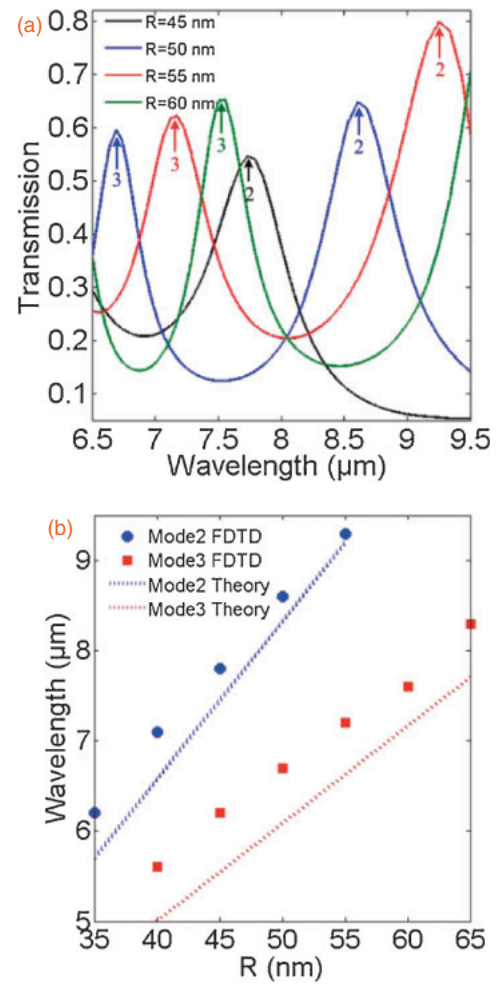 (a)
0.8
0.7
0.6
0.5
0.4
0.3
0.2
0.1
Transmission
R=45 nm
R=50 nm
R=55 nm
R=60 nm
2
3
3
3
2
2
6.5 7 7.5 8 8.5 9 9.5
Wavelength (μm)
(b)
9
8
7
6
5
Wavelength (μm)
Mode2 FDTD
Mode3 FDTD
Mode2 Theory
Mode3 Theory
35 40 45 50 55 60 65
R (nm)